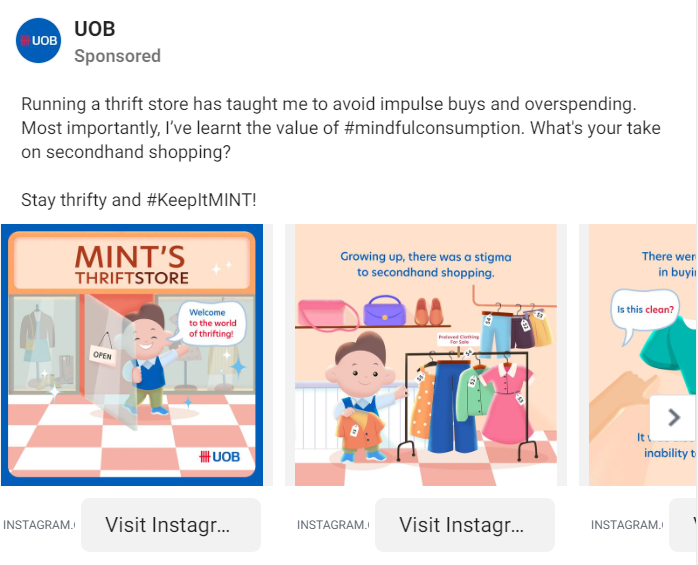 UOB
UOB
Sponsored
Running a thrift store has taught me to avoid impulse buys and overspending.
Most importantly, I’ve learnt the value of #mindfulconsumption. What's your take
on secondhand shopping?
Stay thrifty and #KeepItMINT!
MINT'S
THRIFTSTORE
Welcome
to the world
of thrifting!
OPEN
UOB
Growing up, there was a stigma
to secondhand shopping.
Preloved Clothing
For Sale
There wer
in buyi
Is this clean?
It
inability t
INSTAGRAM.
Visit Instagr...
INSTAGRAM.
Visit Instagr...
INSTAGRAM.